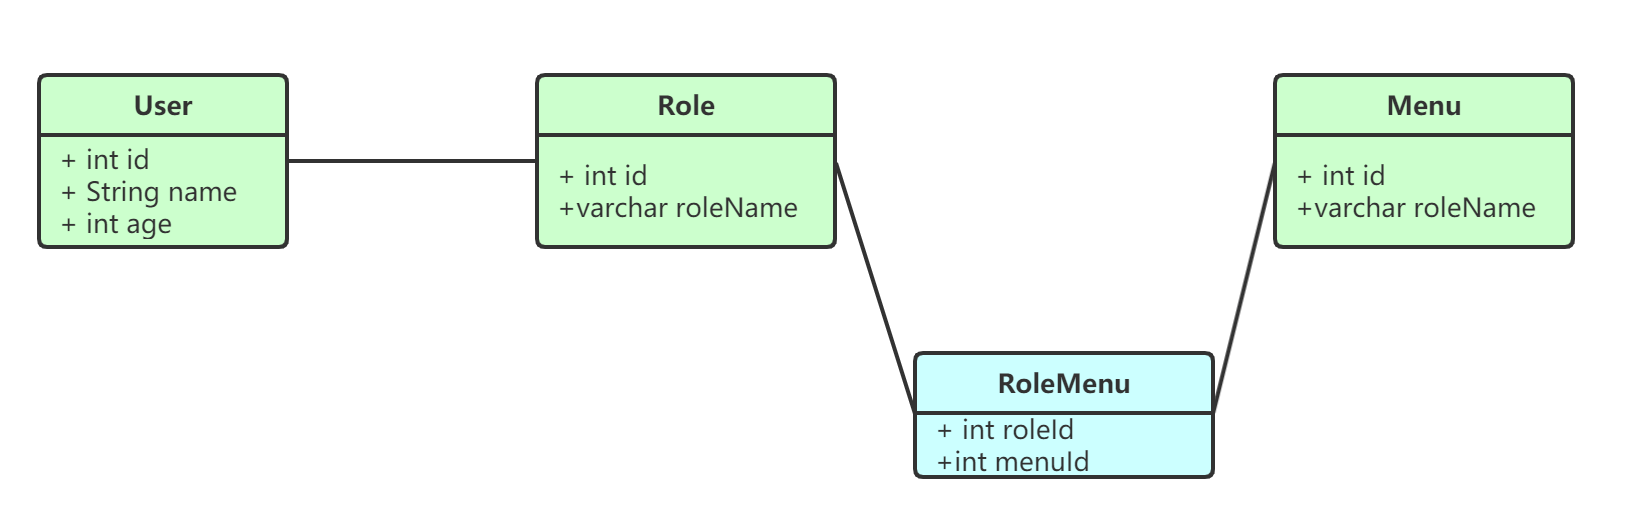 User
+ int id
+ String name
+ int age
Role
+ int id
+varchar roleName
Menu
+ int id
+varchar roleName
RoleMenu
+ int roleId
+int menuId